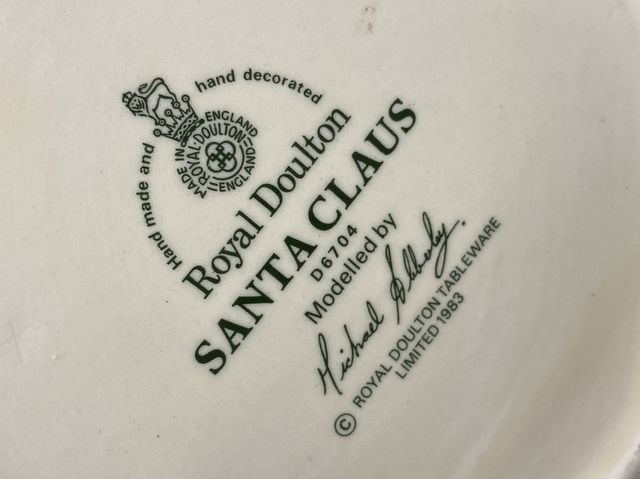 Hand made and hand decorated
MADE IN ENGLAND
ROYAL DOULTON
ENGLAND
Royal Doulton
SANTA CLAUS
D6704
Modelled by
Michael Abberley.
© ROYAL DOULTON TABLEWARE
LIMITED 1983